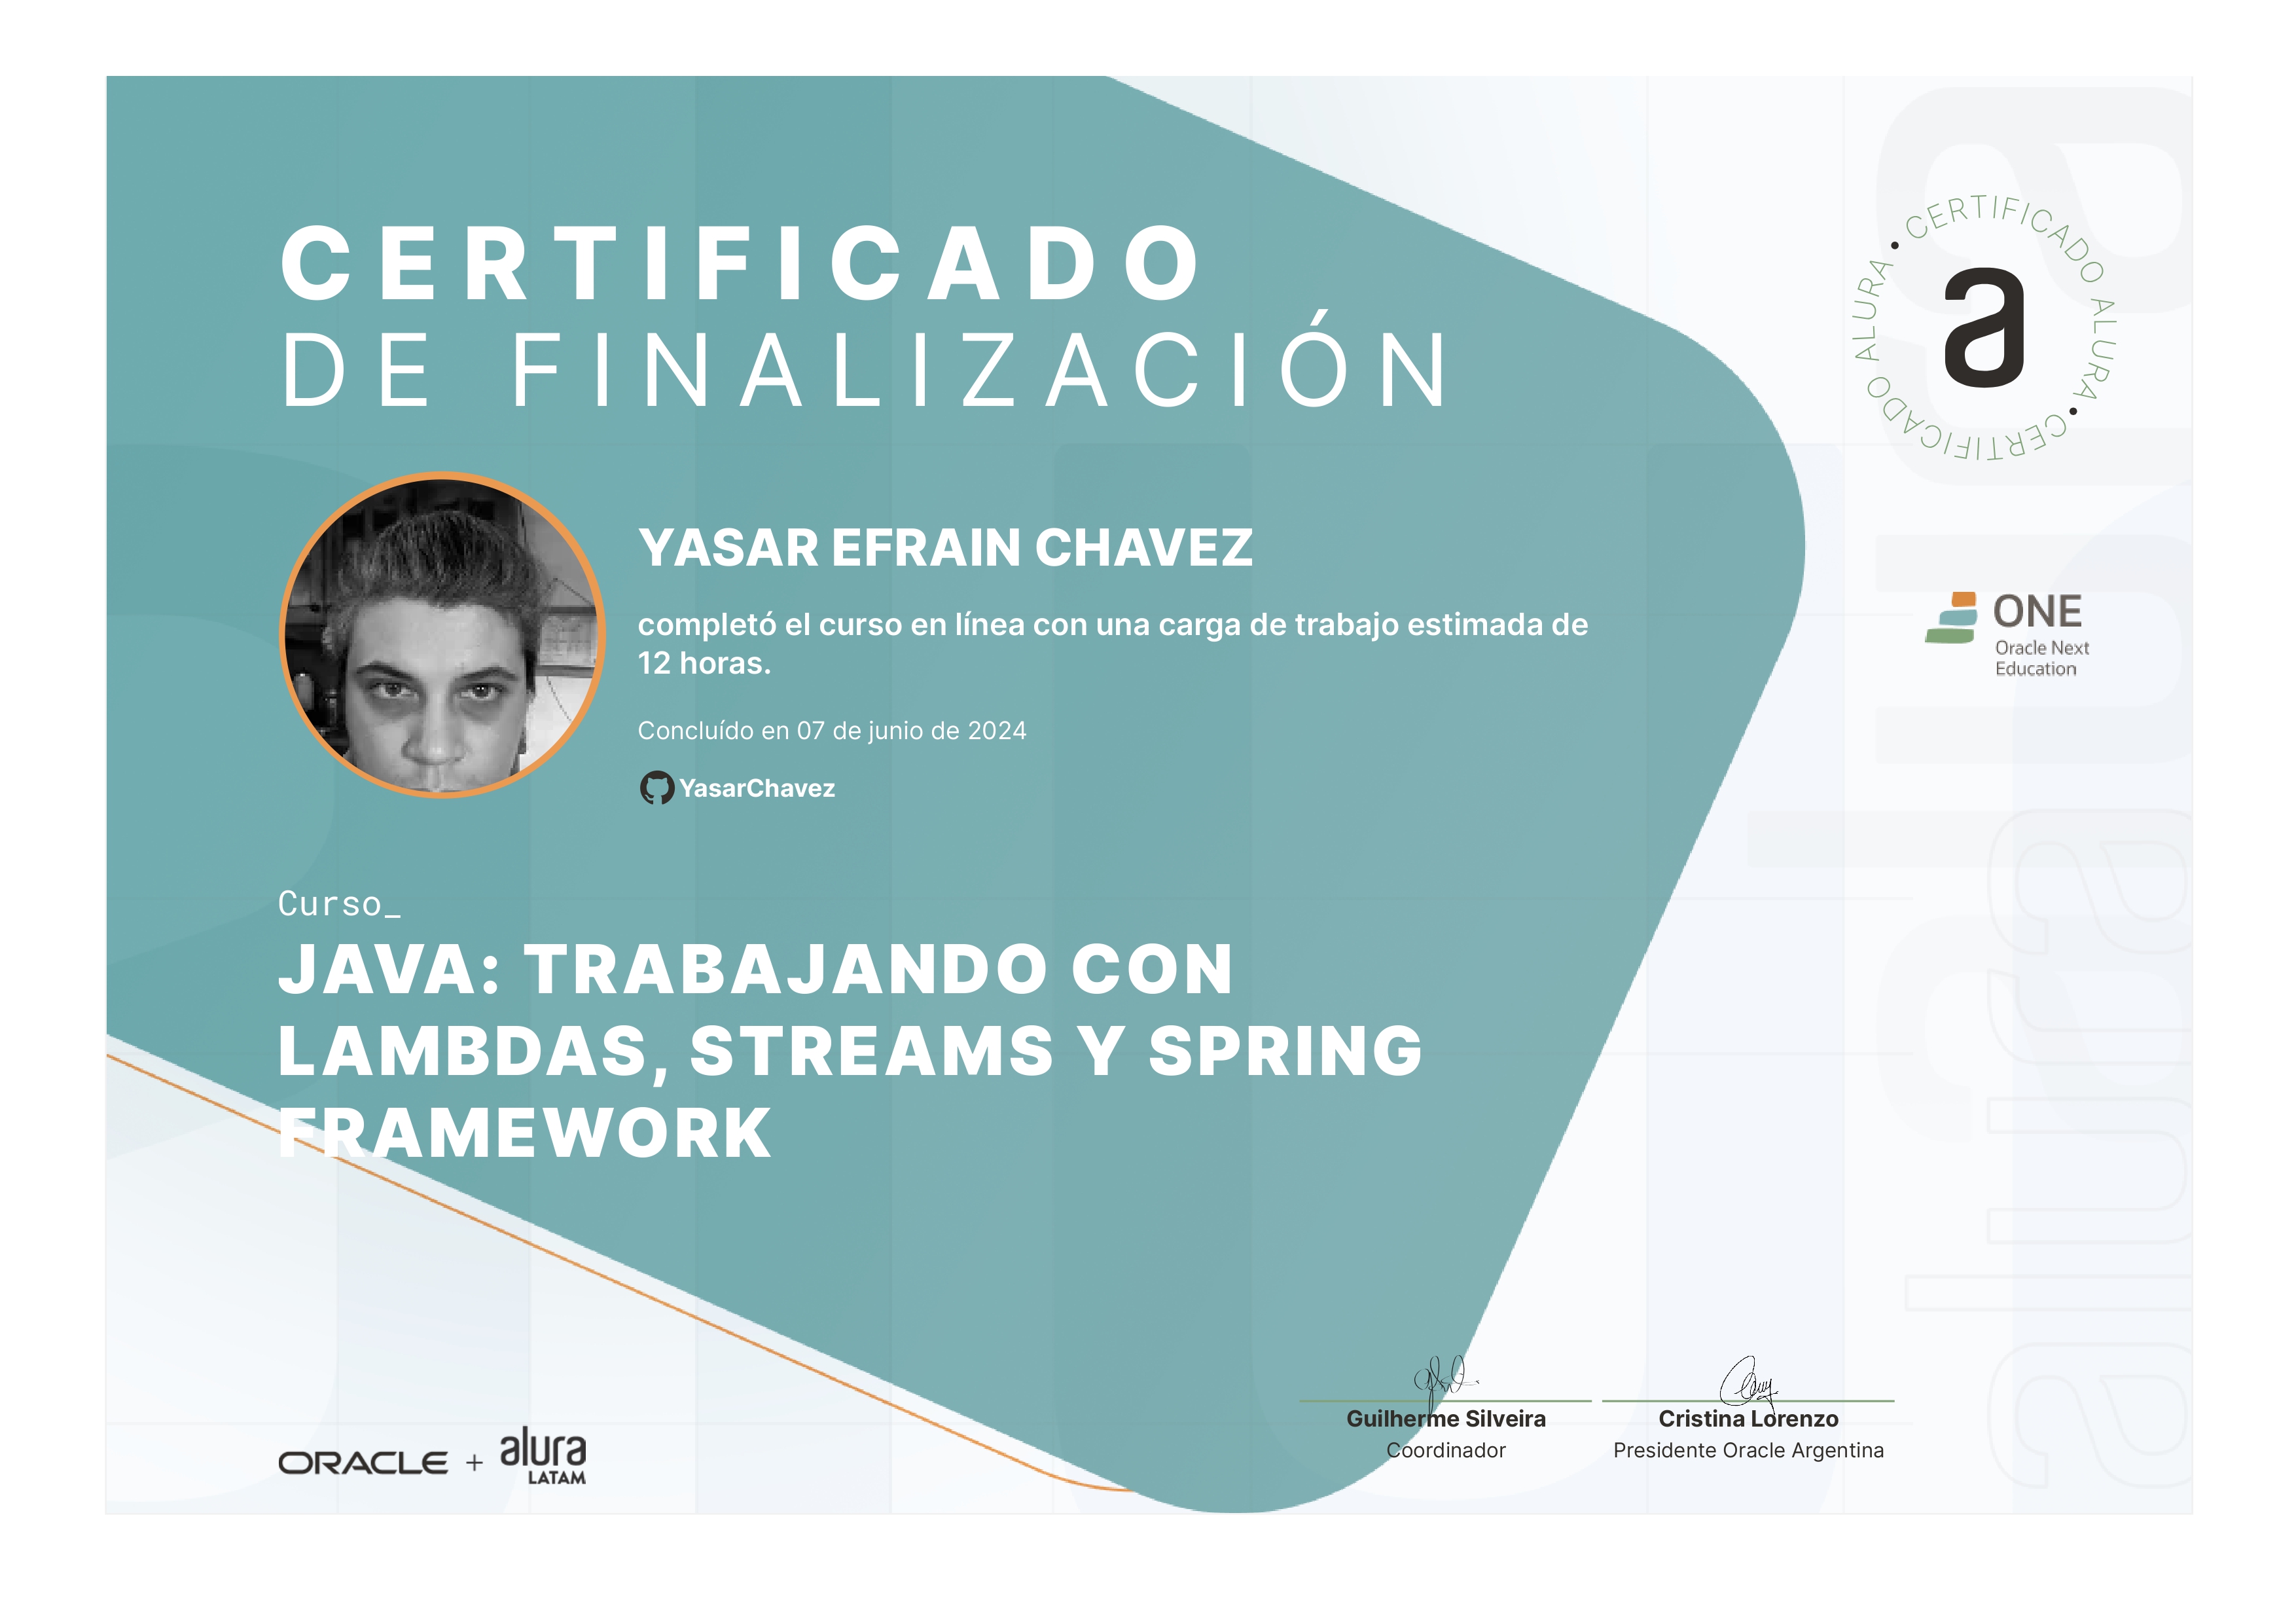 CERTIFICADO
DE FINALIZACIÓN
CERTIFICADO ALURA • CERTIFICADO ALURA •
a
YASAR EFRAIN CHAVEZ
completó el curso en línea con una carga de trabajo estimada de
12 horas.
Concluído en 07 de junio de 2024
YasarChavez
ONE
Oracle Next
Education
Curso_
JAVA: TRABAJANDO CON
LAMBDAS, STREAMS Y SPRING
FRAMEWORK
ORACLE + alura
LATAM
Guilherme Silveira
Coordinador
Cristina Lorenzo
Presidente Oracle Argentina
alura
alura